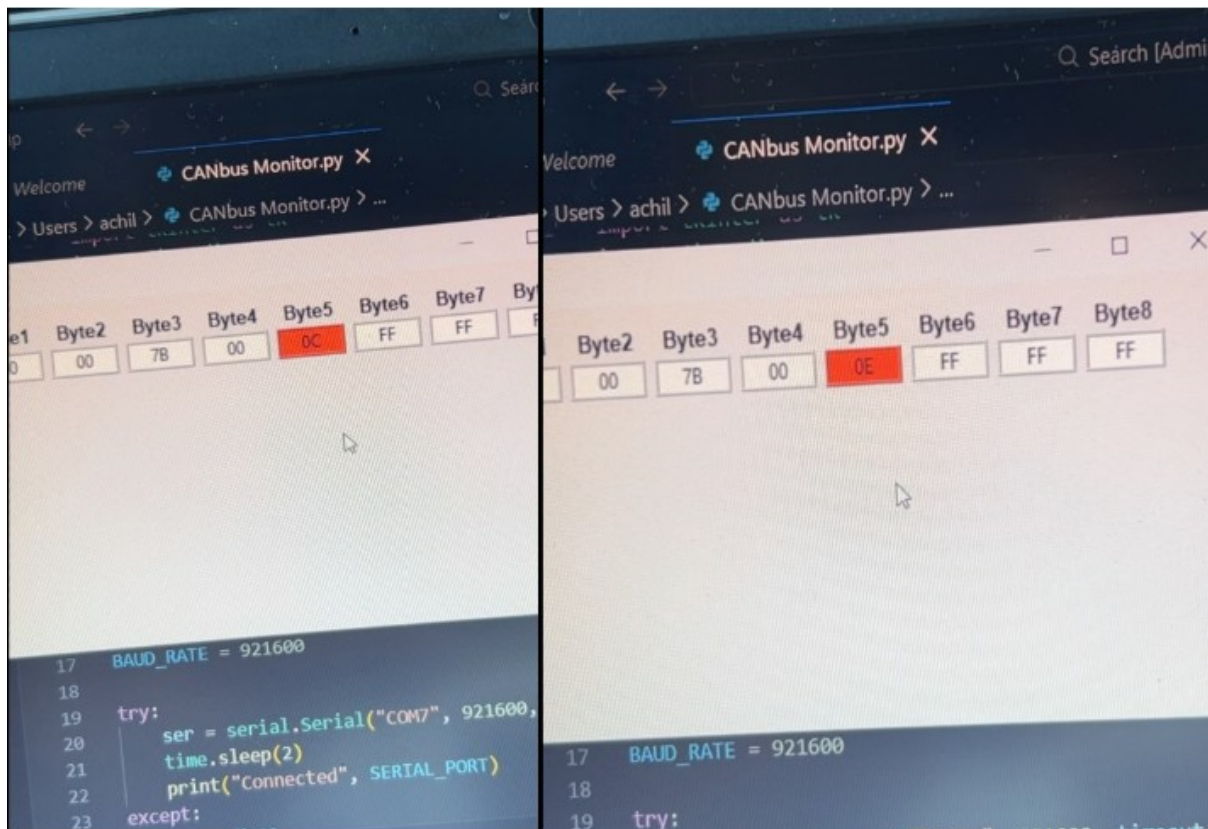 Sear
CANbus Monitor.py
Welcome
> Users > achil > CANbus Monitor.py > ...
Byte2 Byte3 Byte4 Byte5 Byte6 Byte7
00 7B 00 0C FF FF
17 BAUD_RATE = 921600
18
19 try:
20 ser = serial.Serial("COM7", 921600,
21 time.sleep(2)
22 print("Connected", SERIAL_PORT)
23 except:
Search [Admi
Welcome CANbus Monitor.py
Users > achil > CANbus Monitor.py > ...
Byte2 Byte3 Byte4 Byte5 Byte6 Byte7 Byte8
00 7B 00 0E FF FF FF
17 BAUD_RATE = 921600
18
19 try: